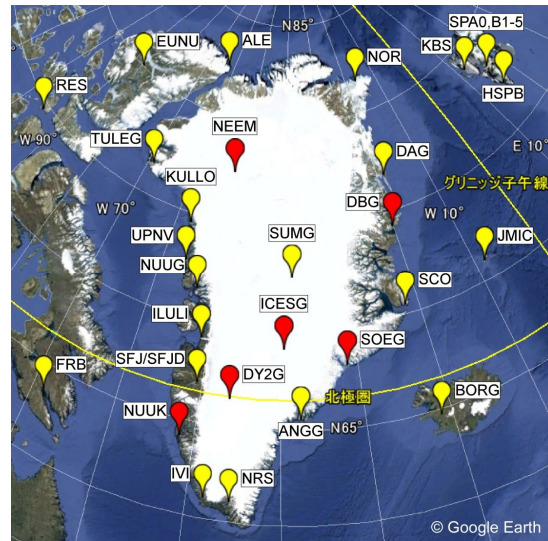 SPA0,B1-5
N85°
EUNU
ALE
KBS
NOR
HSPB
RES
W 90°
TULEG
NEEM
DAG
E 10°
グリニッジ子午線
KULLO
DBG
W 70°
W 10°
UPNV
SUMG
JMIC
NUUG
SCO
ILULI
ICESG
SOEG
SFJ/SFJD
FRB
DY2G
BORG
北極圏
NUUK
ANGG
N65°
IVI
NRS
© Google Earth